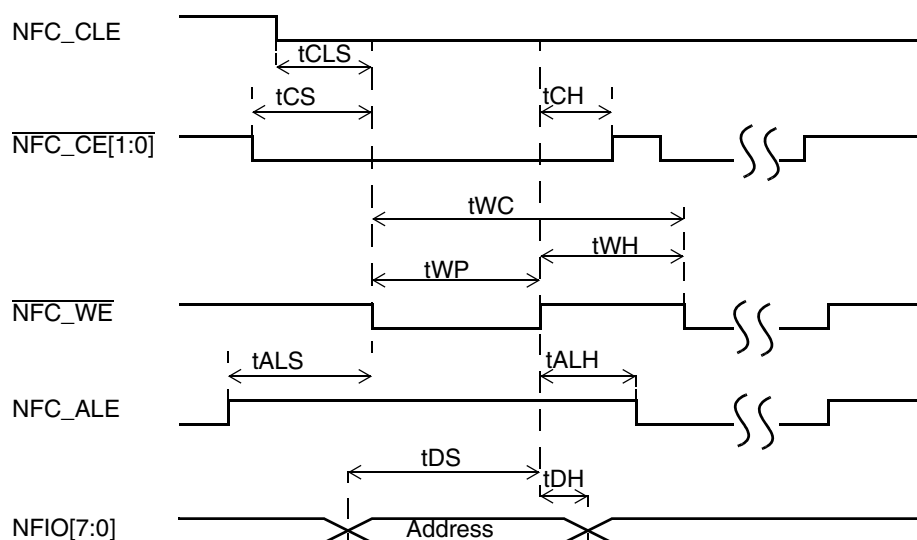 NFC_CLE
tCLS
tCS
tCH
NFC_CE[1:0]
tWC
tWH
tWP
NFC_WE
tALS
tALH
NFC_ALE
tDS
tDH
NFIO[7:0]
Address